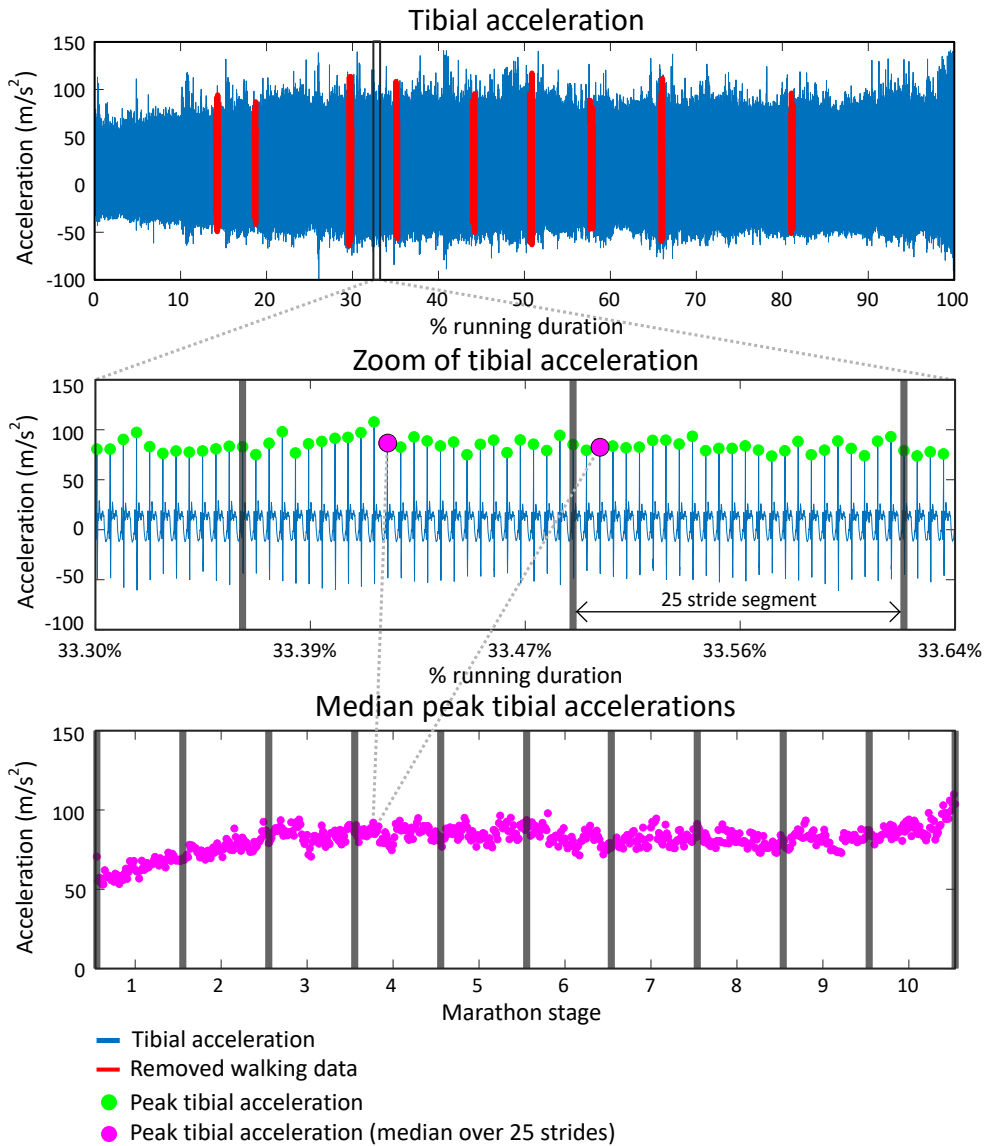 Tibial acceleration
Acceleration (m/s²)
150
100
50
0
-50
-100
0 10 20 30 40 50 60 70 80 90 100
% running duration
Zoom of tibial acceleration
Acceleration (m/s²)
150
100
50
0
-50
-100
25 stride segment
33.30% 33.39% 33.47% 33.56% 33.64%
% running duration
Median peak tibial accelerations
Acceleration (m/s²)
150
100
50
0
1 2 3 4 5 6 7 8 9 10
Marathon stage
Tibial acceleration
Removed walking data
Peak tibial acceleration
Peak tibial acceleration (median over 25 strides)